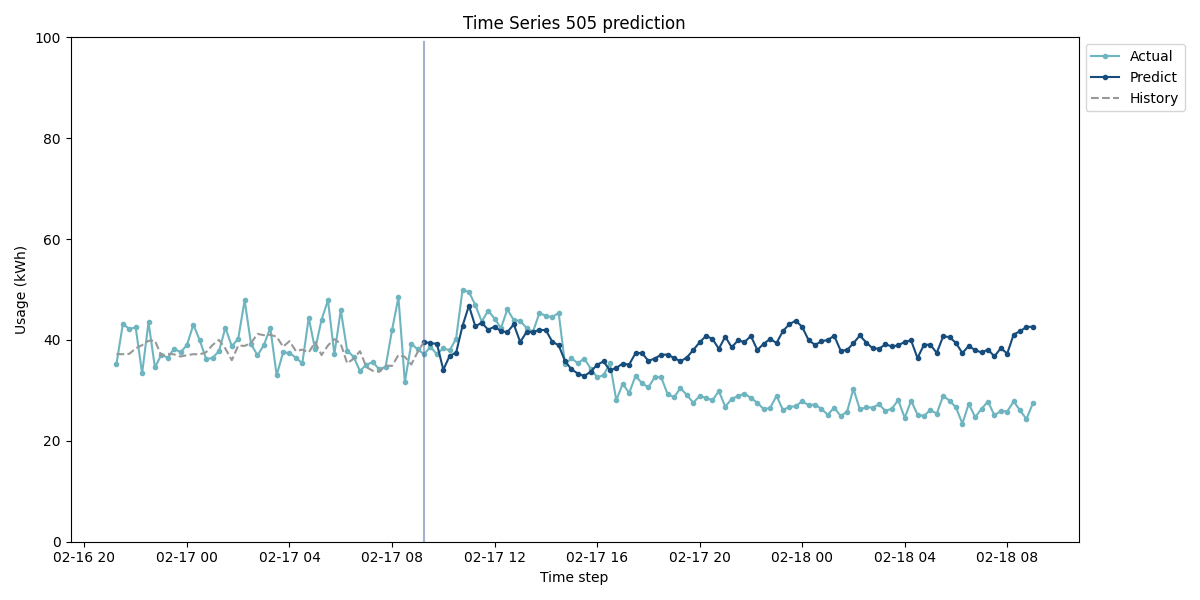 Time Series 505 prediction
Usage (kWh)
100
80
60
40
20
0
02-16 20
02-17 00
02-17 04
02-17 08
02-17 12
02-17 16
02-17 20
02-18 00
02-18 04
02-18 08
Time step
Actual
Predict
History